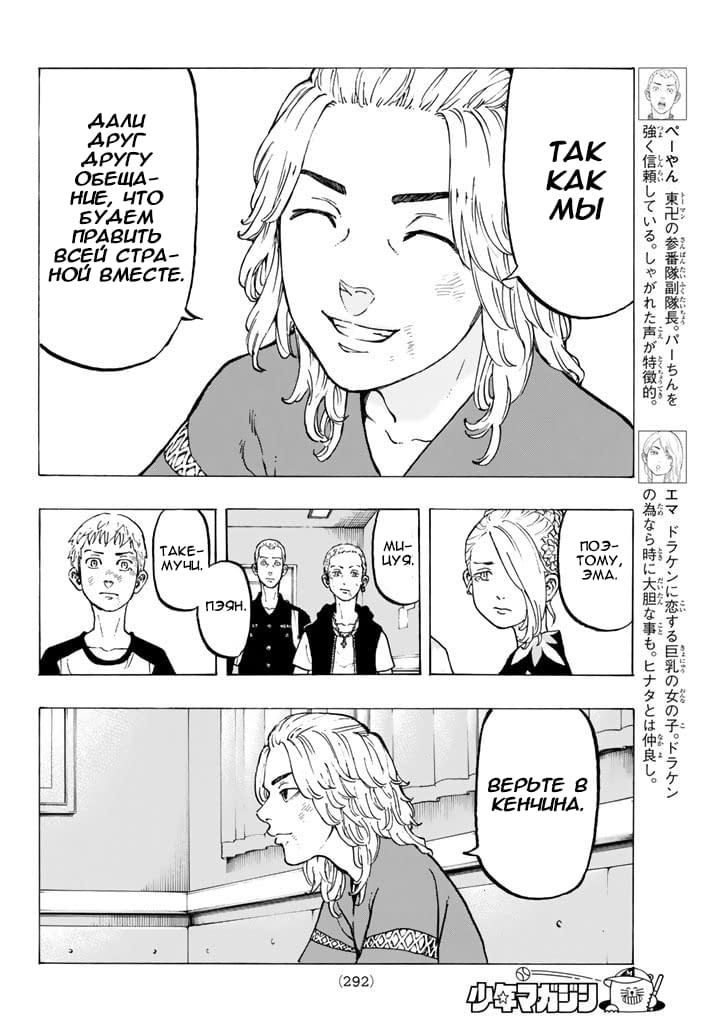 ТАК
КАК
МЫ
ДАЛИ
ДРУГ
ДРУГУ
ОБЕЩА-
НИЕ, ЧТО
БУДЕМ
ПРАВИТЬ
ВСЕЙ СТРА-
НОЙ ВМЕСТЕ.
ПОЭ-
ТОМУ,
ЭМА.
МИ-
ЦУЯ.
ПЭЯН.
ТАКЕ-
МУЧИ.
ВЕРЬТЕ В
КЕНЧИНА.
ぺーやん 東卍の参番隊副隊長。パーちんを
強く信頼している。しゃがれた声が特徴的。
エマ ドラケンに恋する巨乳の女の子。ドラケン
の為なら時に大胆な事も。ヒナタとは仲良し。
(292)
少年マガジン